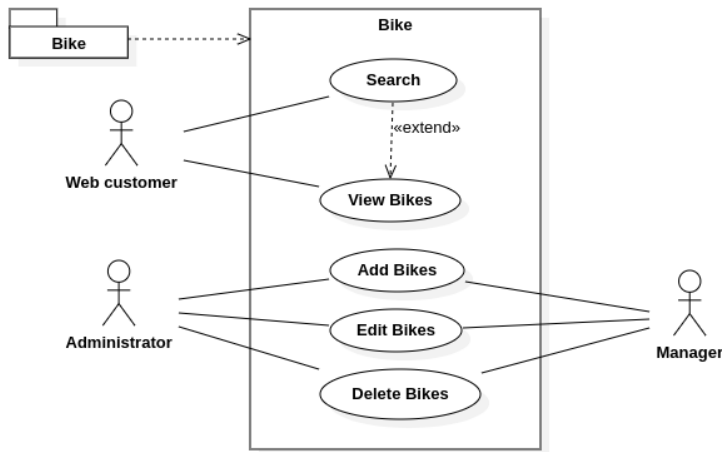 Bike
Bike
Search
«extend»
Web customer
View Bikes
Add Bikes
Edit Bikes
Administrator
Manager
Delete Bikes